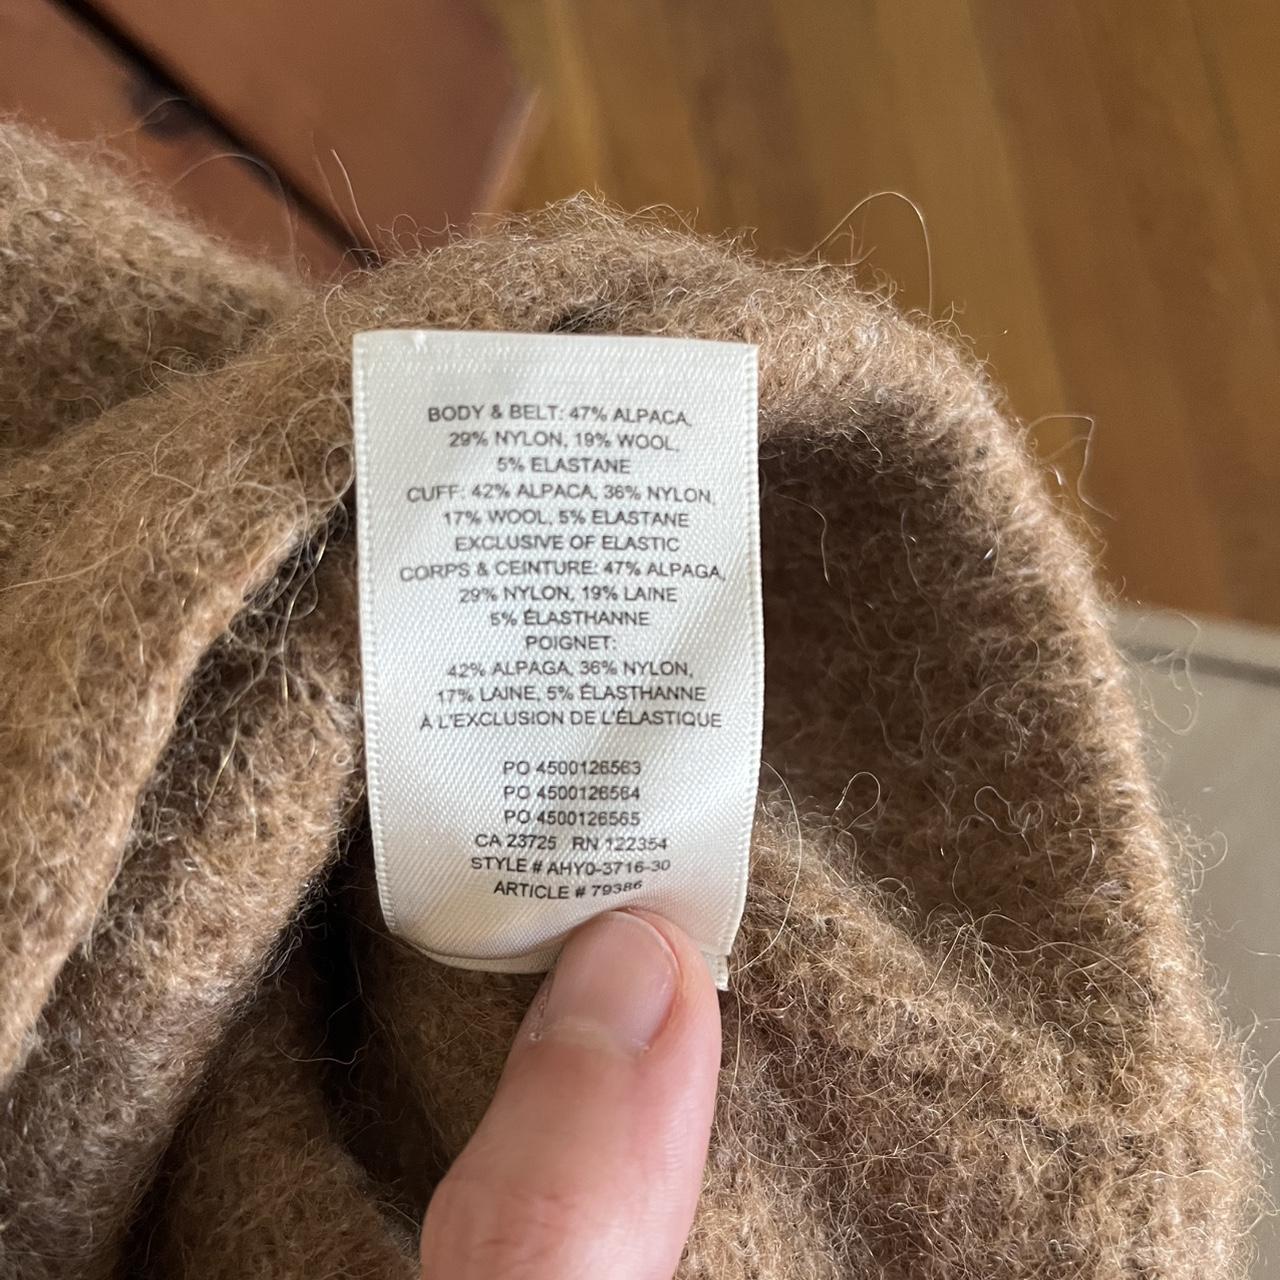 BODY & BELT: 47% ALPACA,
29% NYLON, 19% WOOL,
5% ELASTANE
CUFF: 42% ALPACA, 36% NYLON,
17% WOOL, 5% ELASTANE
EXCLUSIVE OF ELASTIC
CORPS & CEINTURE: 47% ALPAGA,
29% NYLON, 19% LAINE
5% ÉLASTHANNE
POIGNET:
42% ALPAGA, 36% NYLON,
17% LAINE, 5% ÉLASTHANNE
À L'EXCLUSION DE L'ÉLASTIQUE
PO 4500126563
PO 4500126564
PO 4500126565
CA 23725 RN 122354
STYLE # AHY0-3716-30
ARTICLE # 79386